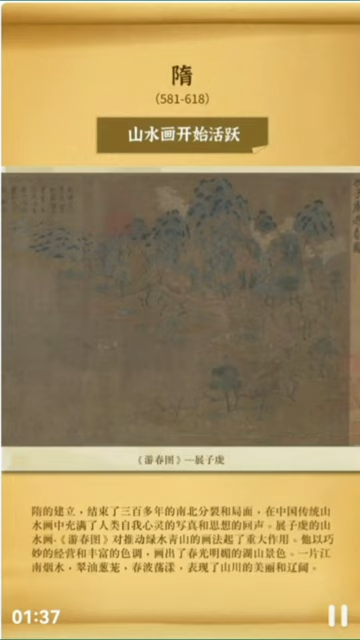 隋
(581-618)
山水画开始活跃
《游春图》—展子虔
隋的建立，结束了三百多年的南北分裂和局面，在中国传统山
水画中充满了人类自我心灵的写真和思想的回声。展子虔的山
水画-《游春图》对推动绿水青山的画法起了重大作用。他以巧
妙的经营和丰富的色调，画出了春光明媚的湖山景色。一片江
南烟水，翠油葱茏，春波荡漾，表现了山川的美丽和辽阔。
01:37